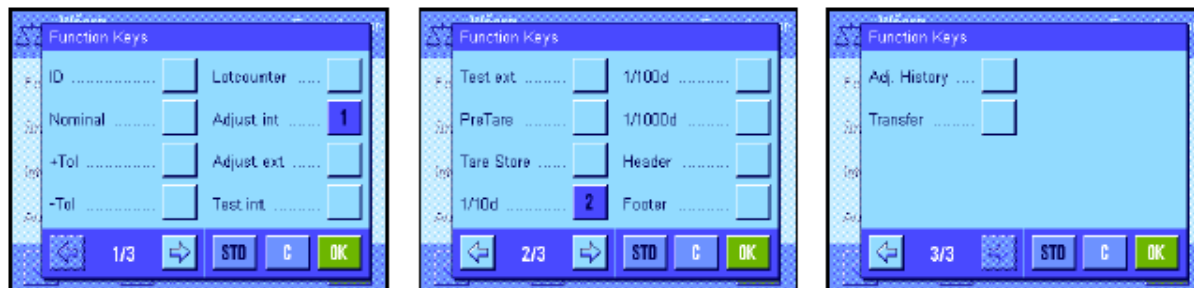 Function Keys
ID ............... Lotcounter .....
Nominal ......... Adjust int ...... 1
+Tol ............. Adjust ext ......
-Tol .............. Test int ..........
1/3 STD C OK
Function Keys
Test ext ......... 1/100d ...........
PreTare .......... 1/1000d .........
Tare Store ...... Header ...........
1/10d ............ 2 Footer ...........
2/3 STD C OK
Function Keys
Adj. History ....
Transfer .........
3/3 STD C OK